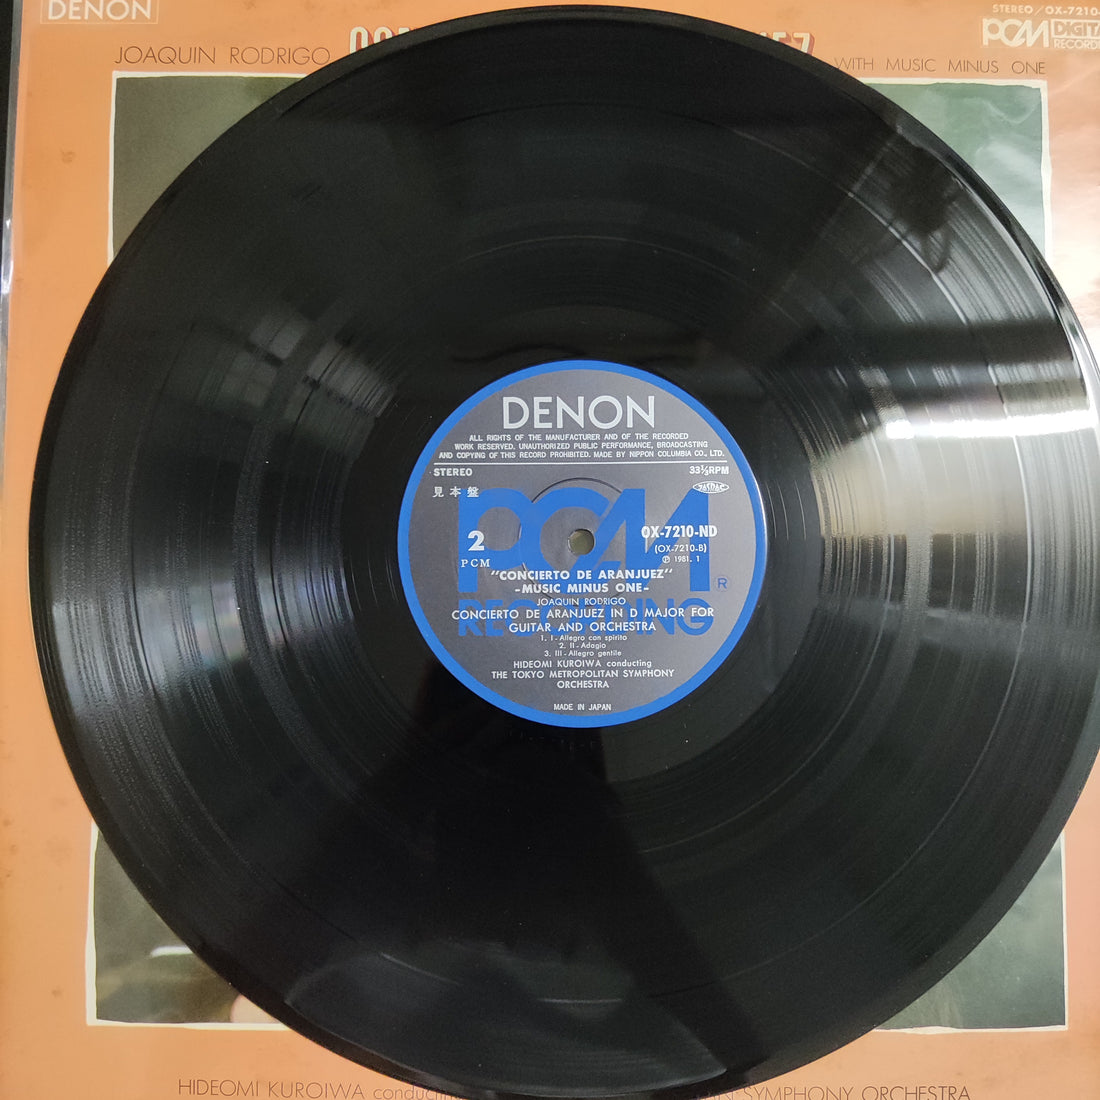 DENON
STEREO/OX-7210-
PCM DIGITA
RECORDI
JOAQUIN RODRIGO
WITH MUSIC MINUS ONE
DENON
ALL RIGHTS OF THE MANUFACTURER AND OF THE RECORDED
WORK RESERVED. UNAUTHORIZED PUBLIC PERFORMANCE, BROADCASTING
AND COPYING OF THIS RECORD PROHIBITED. MADE BY NIPPON COLUMBIA CO., LTD.
STEREO
33⅓RPM
見本盤
PCM
RECORDING
R
2
PCM
OX-7210-ND
(OX-7210-B)
Ⓟ 1981. 1
"CONCIERTO DE ARANJUEZ"
-MUSIC MINUS ONE-
JOAQUIN RODRIGO
CONCIERTO DE ARANJUEZ IN D MAJOR FOR
GUITAR AND ORCHESTRA
1. I-Allegro con spirito
2. II-Adagio
3. III-Allegro gentile
HIDEOMI KUROIWA conducting
THE TOKYO METROPOLITAN SYMPHONY
ORCHESTRA
MADE IN JAPAN
HIDEOMI KUROIWA conducting
SYMPHONY ORCHESTRA